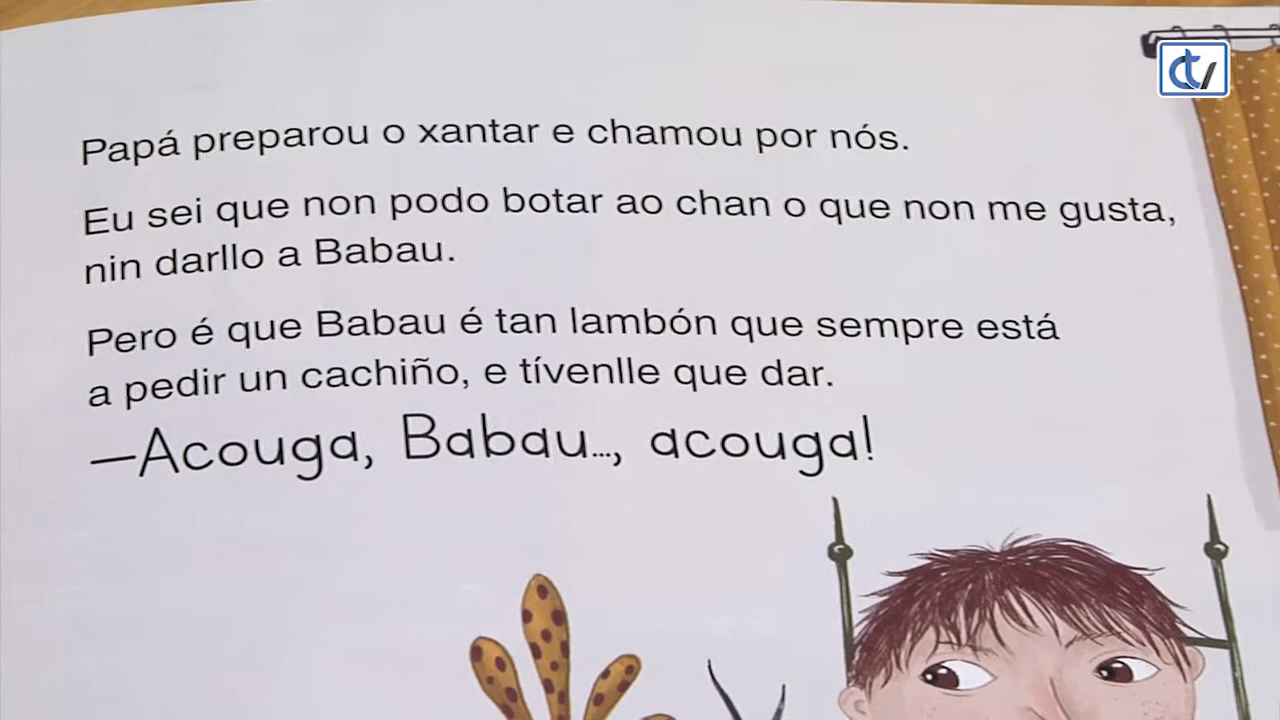 Papá preparou o xantar e chamou por nós.
Eu sei que non podo botar ao chan o que non me gusta,
nin darllo a Babau.
Pero é que Babau é tan lambón que sempre está
a pedir un cachiño, e tívenlle que dar.
—Acouga, Babau..., acouga!
CTV